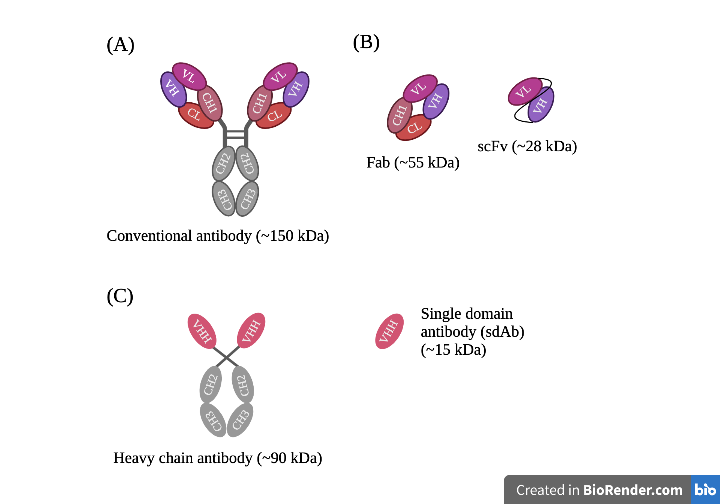 (A)
(B)
VL
VH
CH1
CL
VL
VH
CH1
CL
CH2
CH2
CH3
CH3
Conventional antibody (~150 kDa)
VL
VH
CH1
CL
Fab (~55 kDa)
VL
VH
scFv (~28 kDa)
(C)
VHH
VHH
CH2
CH2
CH3
CH3
Heavy chain antibody (~90 kDa)
VHH
Single domain
antibody (sdAb)
(~15 kDa)
Created in BioRender.com bio